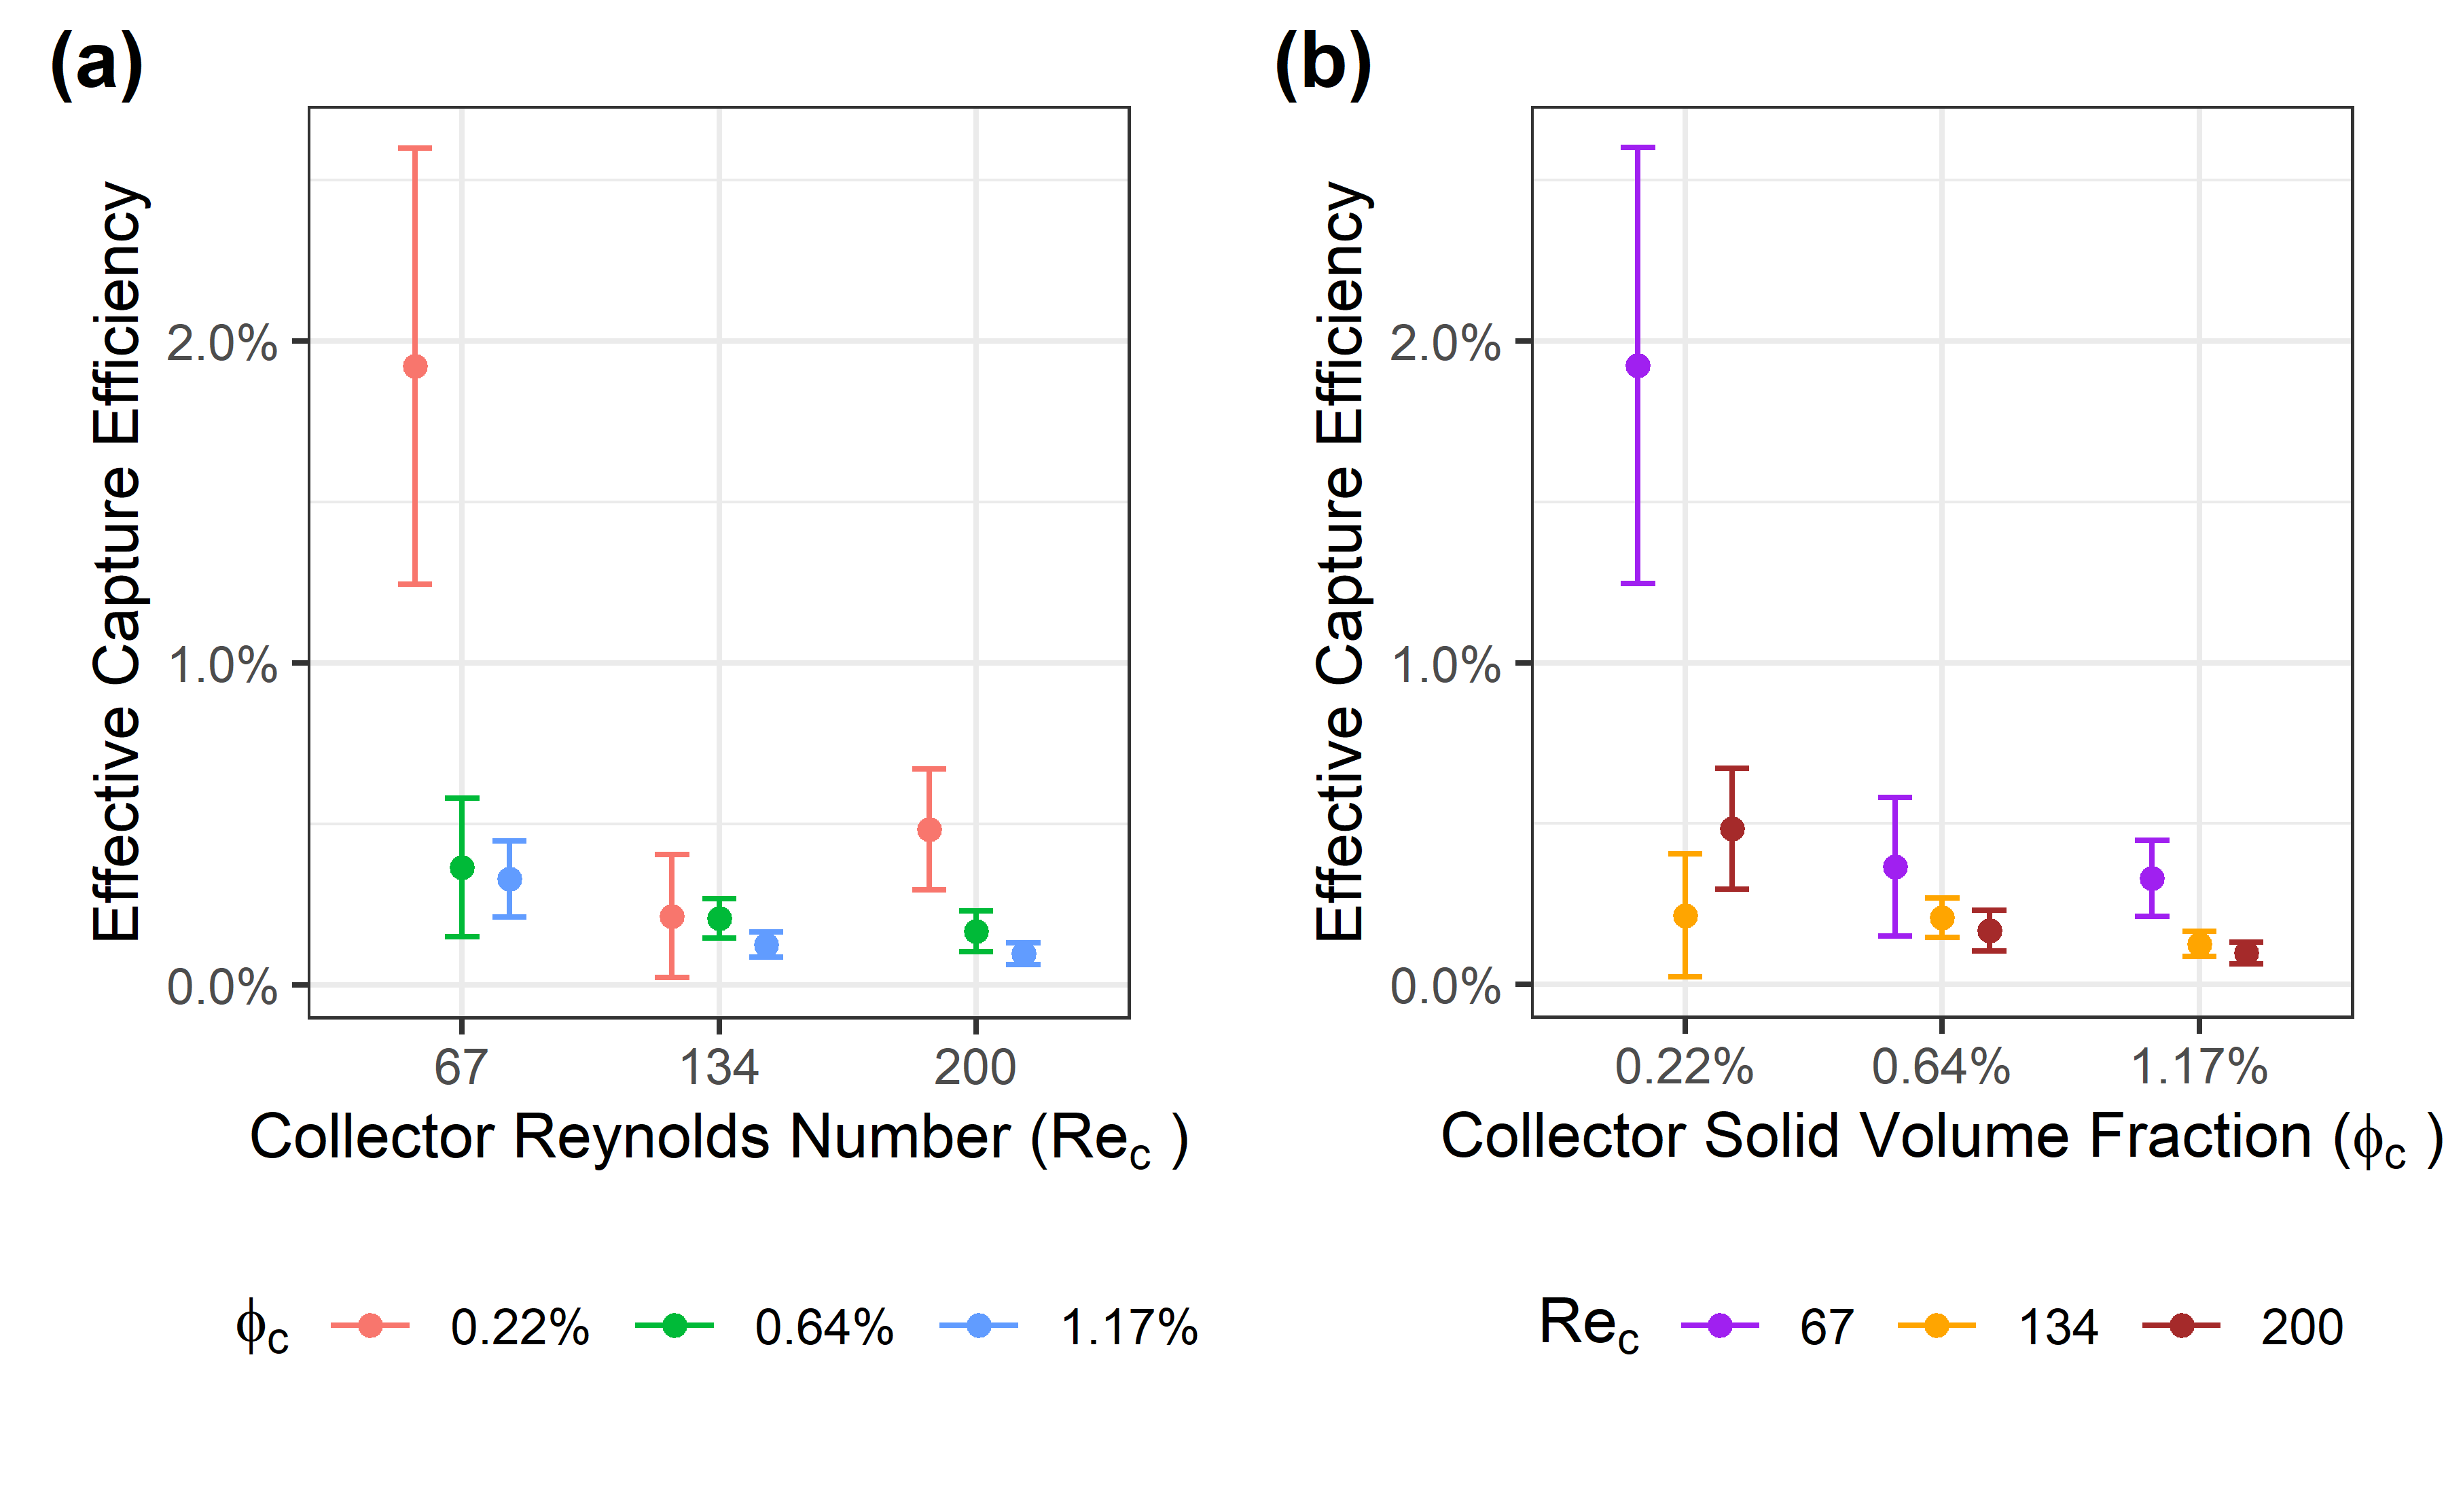 (a)
Effective Capture Efficiency
2.0%
1.0%
0.0%
67 134 200
Collector Reynolds Number (Rec )
ϕc 0.22% 0.64% 1.17%
(b)
Effective Capture Efficiency
2.0%
1.0%
0.0%
0.22% 0.64% 1.17%
Collector Solid Volume Fraction (ϕc )
Rec 67 134 200